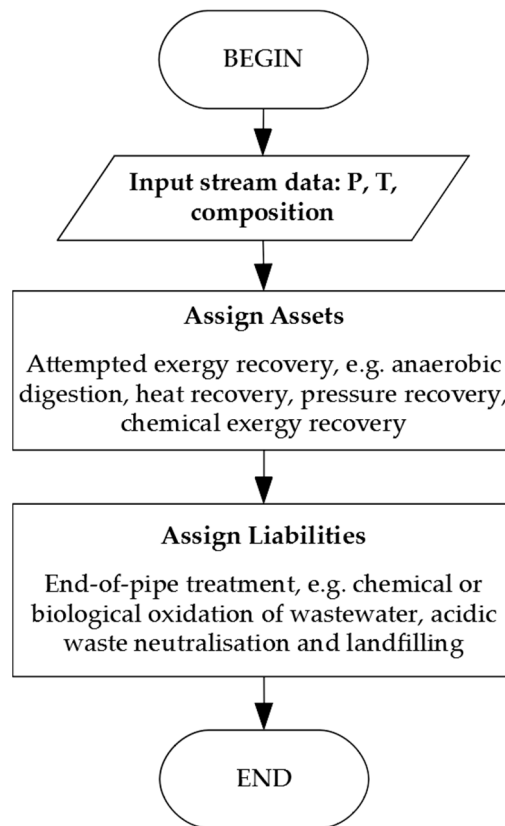 BEGIN
Input stream data: P, T,
composition
Assign Assets
Attempted exergy recovery, e.g. anaerobic
digestion, heat recovery, pressure recovery,
chemical exergy recovery
Assign Liabilities
End-of-pipe treatment, e.g. chemical or
biological oxidation of wastewater, acidic
waste neutralisation and landfilling
END